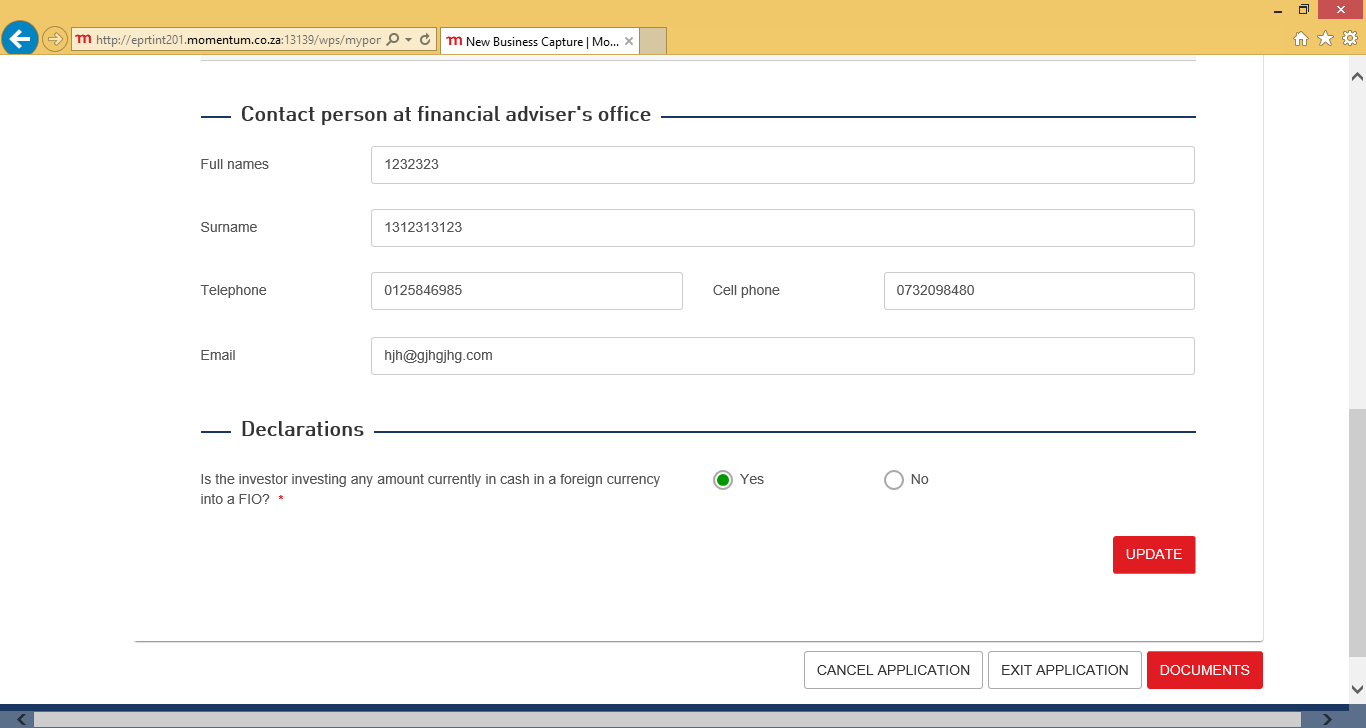 http://eprtint201.momentum.co.za:13139/wps/mypor
m New Business Capture | Mo...
Contact person at financial adviser's office
Full names 1232323
Surname 1312313123
Telephone 0125846985 Cell phone 0732098480
Email hjh@gjhgjhg.com
Declarations
Is the investor investing any amount currently in cash in a foreign currency Yes No
into a FIO? *
UPDATE
CANCEL APPLICATION EXIT APPLICATION DOCUMENTS